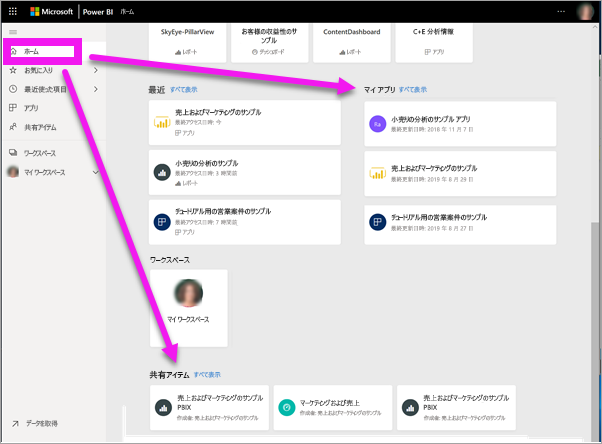 Microsoft Power BI ホーム
ホーム
お気に入り
最近使った項目
アプリ
共有アイテム
ワークスペース
マイ ワークスペース
データを取得
SkyEye-PillarView
レポート
お客様の収益性のサンプル
ダッシュボード
ContentDashboard
レポート
C+E 分析情報
アプリ
最近 すべて表示
売上およびマーケティングのサンプル
最終アクセス日時: 今
アプリ
小売りの分析のサンプル
最終アクセス日時: 3 時間前
レポート
チュートリアル用の営業案件のサンプル
最終アクセス日時: 7 時間前
アプリ
マイ アプリ すべて表示
Ra
小売りの分析のサンプル アプリ
最終更新日時: 2018 年 11 月 7 日
売上およびマーケティングのサンプル
最終更新日時: 2019 年 8 月 29 日
チュートリアル用の営業案件のサンプル
最終更新日時: 2019 年 8 月 27 日
ワークスペース
マイ ワークスペース
共有アイテム すべて表示
売上およびマーケティングのサンプル
PBIX
作成者: 売上およびマーケティングのサンプル
マーケティングおよび売上
作成者: 売上およびマーケティングのサンプル
売上およびマーケティングのサンプル
PBIX
作成者: 売上およびマーケティングのサンプル